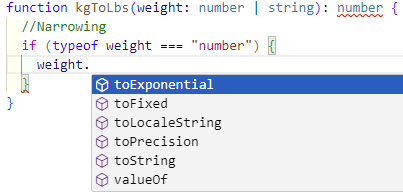 function kgToLbs(weight: number | string): number {
  //Narrowing
  if (typeof weight === "number") {
    weight.
      toExponential
  }   toFixed
}     toLocaleString
      toPrecision
      toString
      valueOf